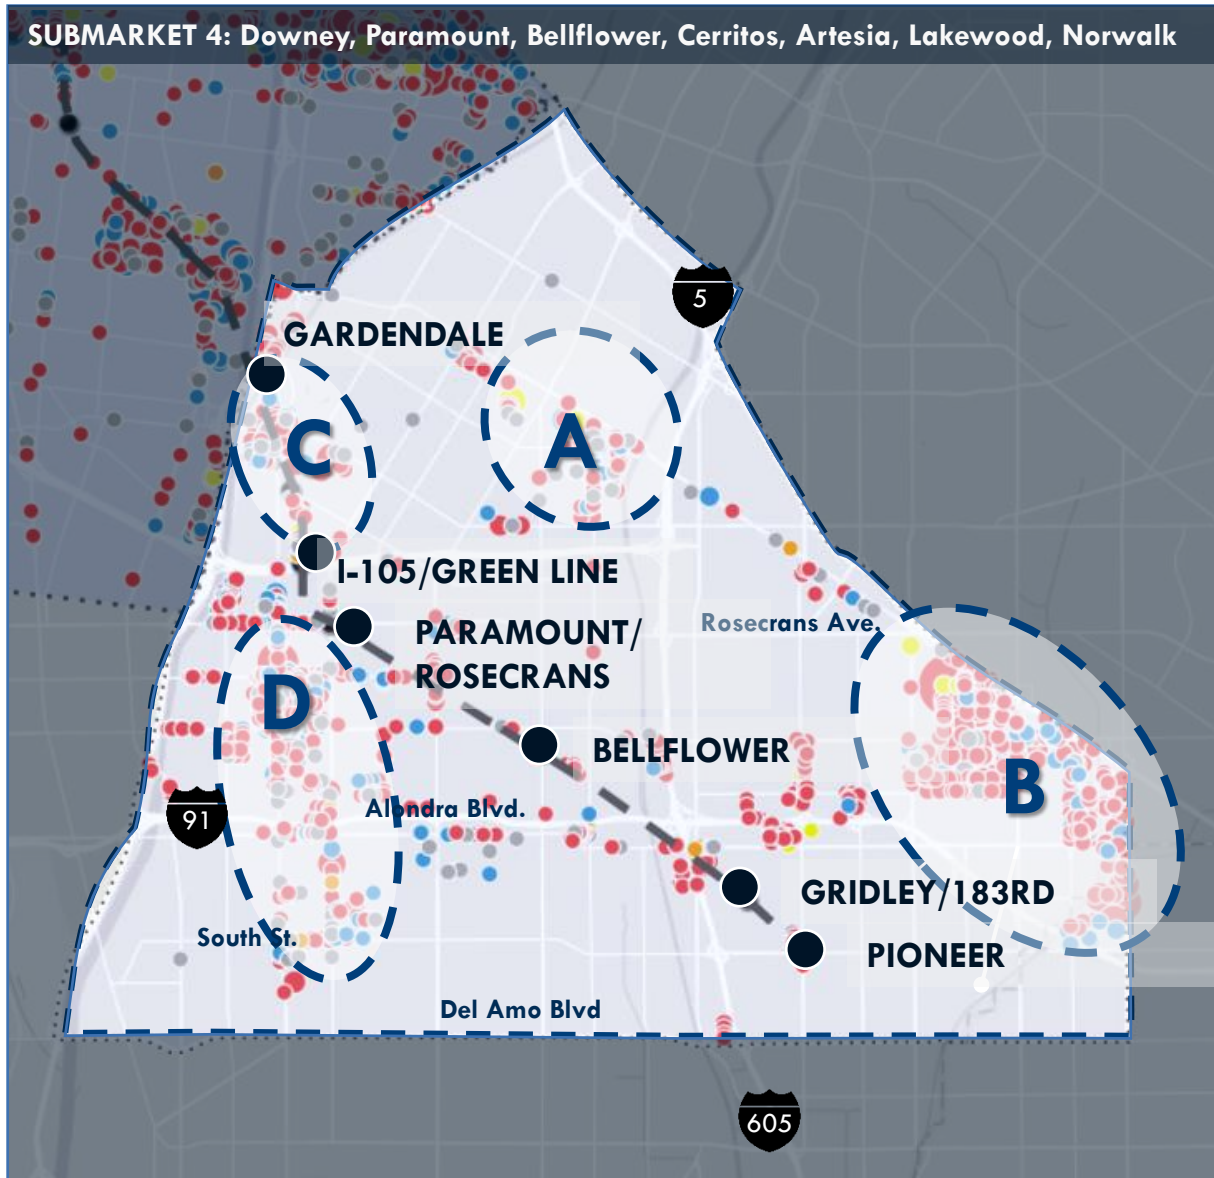 SUBMARKET 4: Downey, Paramount, Bellflower, Cerritos, Artesia, Lakewood, Norwalk
5
GARDENDALE
A
C
I-105/GREEN LINE
Rosecrans Ave.
PARAMOUNT/
ROSECRANS
D
BELLFLOWER
B
Alondra Blvd.
91
GRIDLEY/183RD
South St.
PIONEER
Del Amo Blvd
605